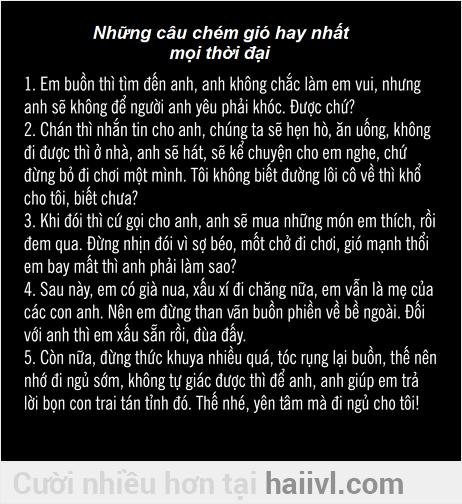 Những câu chém gió hay nhất
mọi thời đại
1. Em buồn thì tìm đến anh, anh không chắc làm em vui, nhưng
anh sẽ không để người anh yêu phải khóc. Được chứ?
2. Chán thì nhắn tin cho anh, chúng ta sẽ hẹn hò, ăn uống, không
đi được thì ở nhà, anh sẽ hát, sẽ kể chuyện cho em nghe, chứ
đừng bỏ đi chơi một mình. Tôi không biết đường lôi cô về thì khổ
cho tôi, biết chưa?
3. Khi đói thì cứ gọi cho anh, anh sẽ mua những món em thích, rồi
đem qua. Đừng nhịn đói vì sợ béo, mốt chở đi chơi, gió mạnh thổi
em bay mất thì anh phải làm sao?
4. Sau này, em có già nua, xấu xí đi chăng nữa, em vẫn là mẹ của
các con anh. Nên em đừng than vãn buồn phiền về bề ngoài. Đối
với anh thì em xấu sẵn rồi, đùa đấy.
5. Còn nữa, đừng thức khuya nhiều quá, tóc rụng lại buồn, thế nên
nhớ đi ngủ sớm, không tự giác được thì để anh, anh giúp em trả
lời bọn con trai tán tỉnh đó. Thế nhé, yên tâm mà đi ngủ cho tôi!
Cười nhiều hơn tại haiivl.com